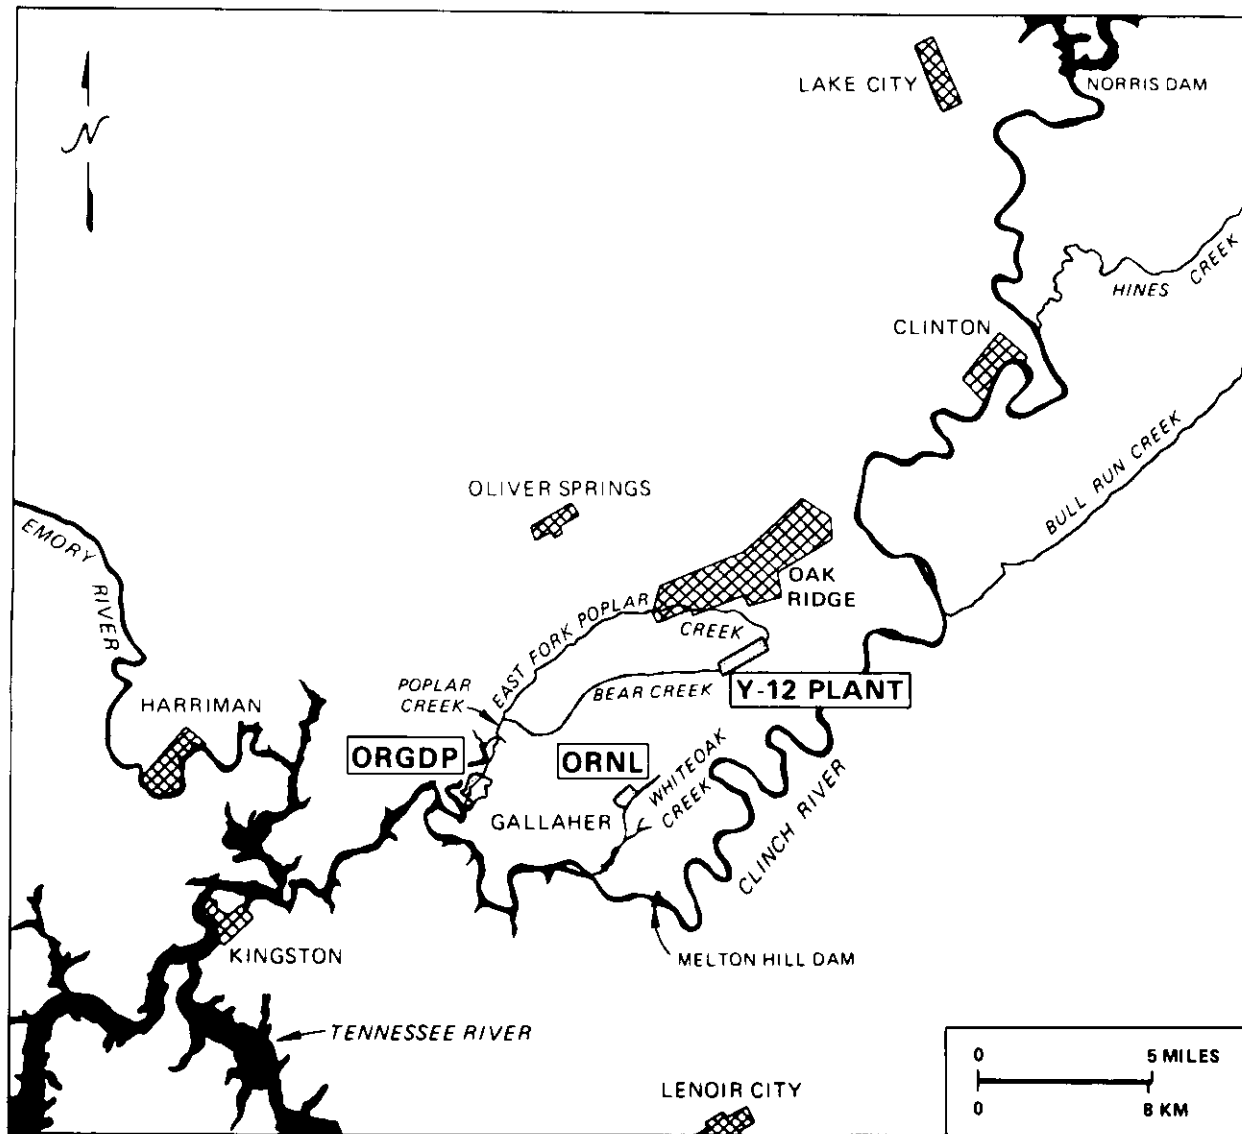 LAKE CITY
NORRIS DAM
N
HINES CREEK
CLINTON
BULL RUN CREEK
OLIVER SPRINGS
EMORY RIVER
OAK
RIDGE
EAST FORK POPLAR CREEK
POPLAR
CREEK
BEAR CREEK
Y-12 PLANT
HARRIMAN
ORGDP
ORNL
WHITEOAK
CREEK
GALLAHER
CLINCH RIVER
KINGSTON
MELTON HILL DAM
TENNESSEE RIVER
LENOIR CITY
0 5 MILES
0 8 KM